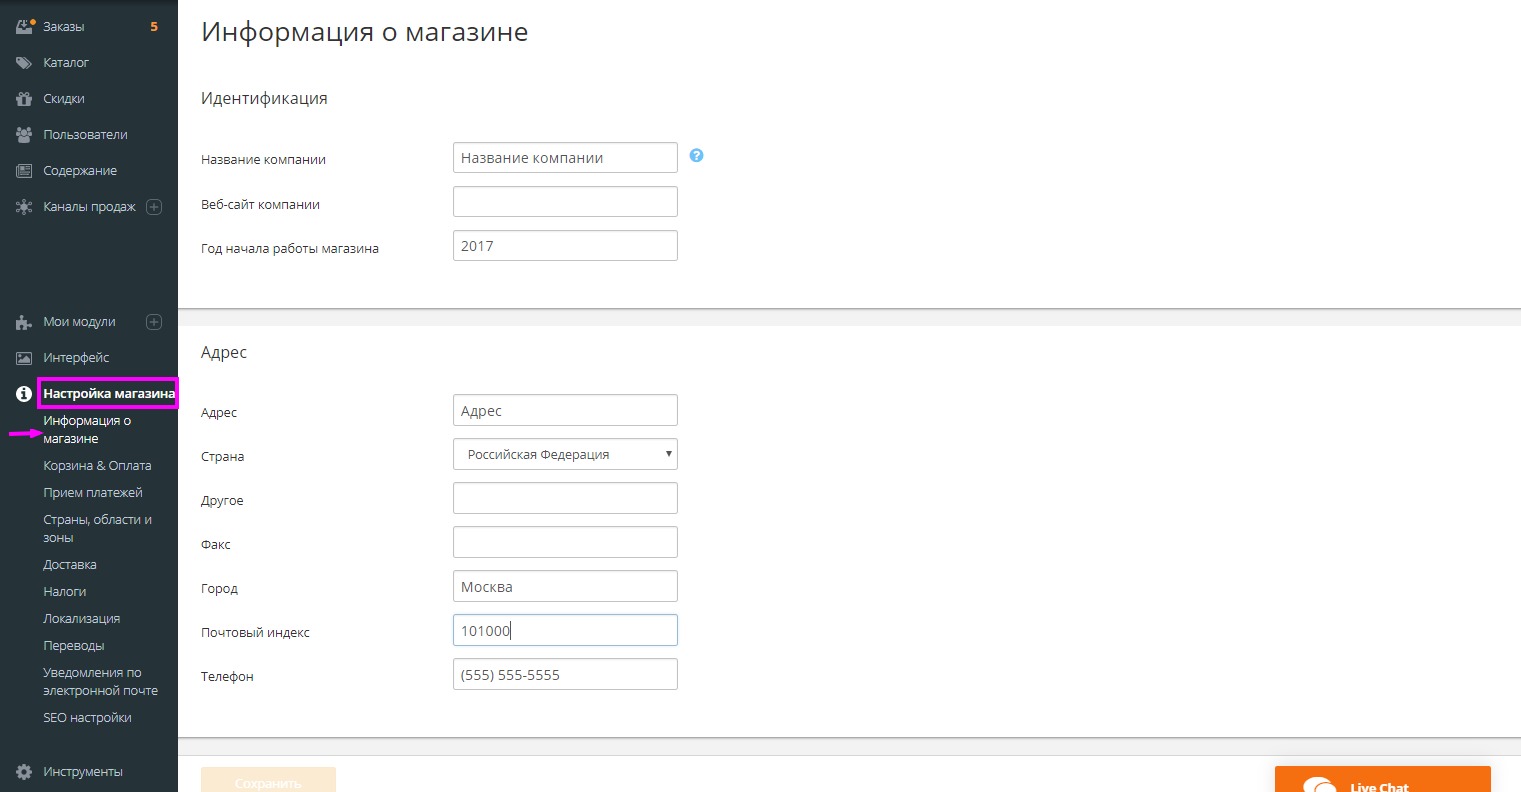 Заказы 5
Каталог
Скидки
Пользователи
Содержание
Каналы продаж
Мои модули
Интерфейс
Настройка магазина
Информация о
магазине
Корзина & Оплата
Прием платежей
Страны, области и
зоны
Доставка
Налоги
Локализация
Переводы
Уведомления по
электронной почте
SEO настройки
Инструменты
Информация о магазине
Идентификация
Название компании Название компании ?
Веб-сайт компании
Год начала работы магазина 2017
Адрес
Адрес Адрес
Страна Российская Федерация
Другое
Факс
Город Москва
Почтовый индекс 101000
Телефон (555) 555-5555
Сохранить
Live Chat